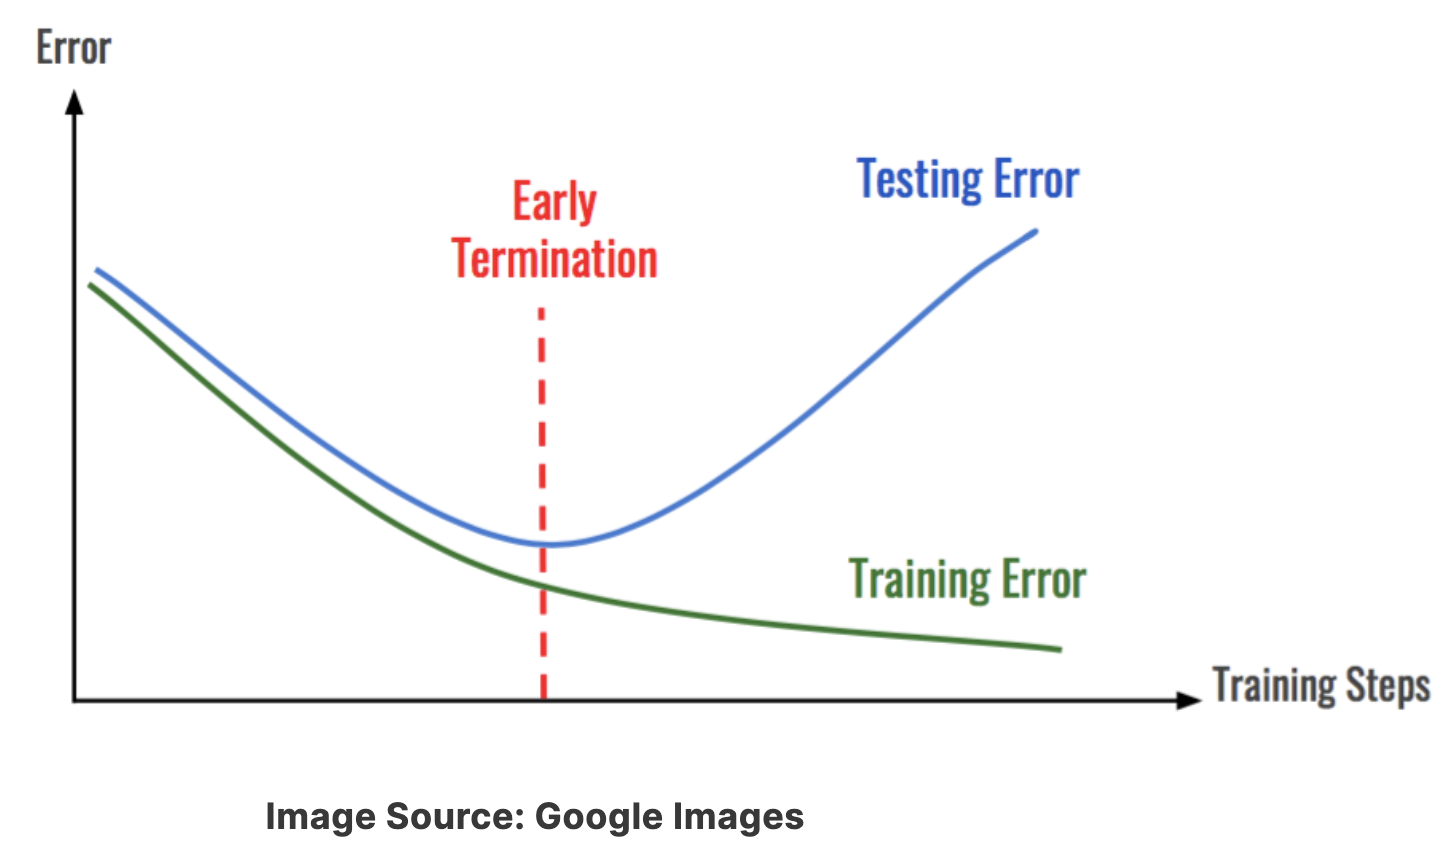 Error
Early
Termination
Testing Error
Training Error
Training Steps
Image Source: Google Images